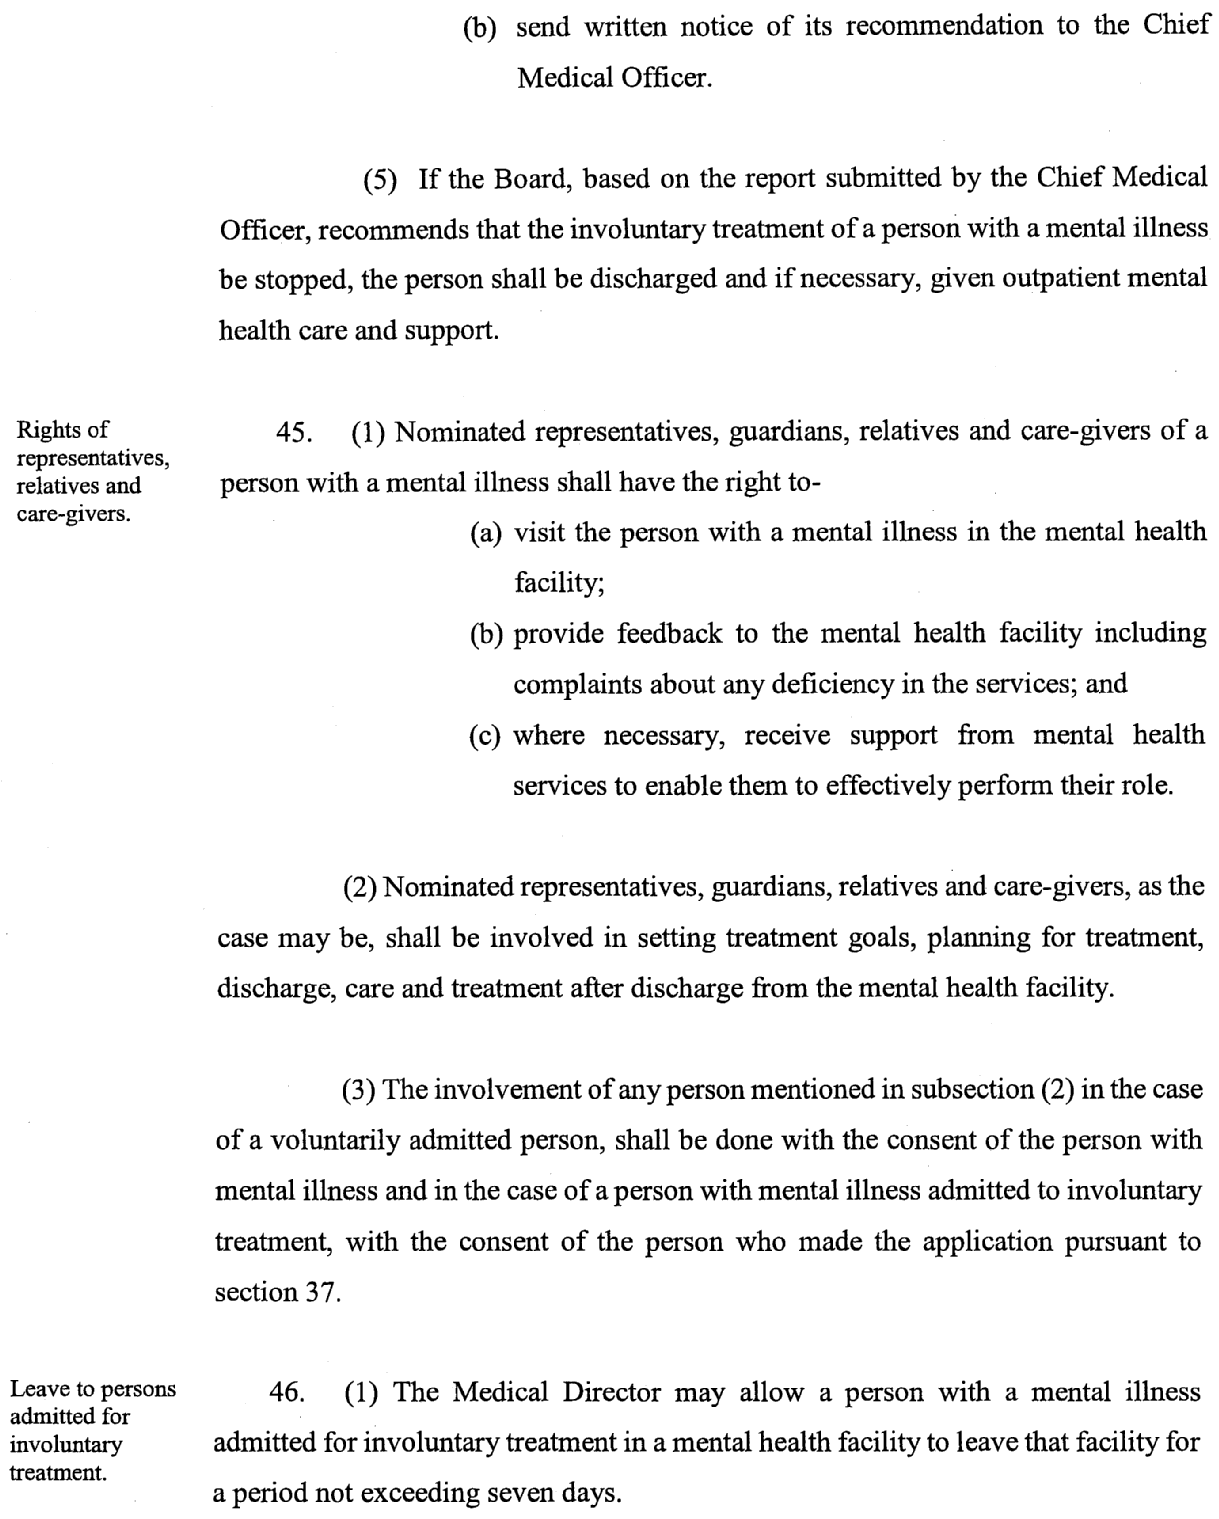 (b) send written notice of its recommendation to the Chief
Medical Officer.
(5) If the Board, based on the report submitted by the Chief Medical
Officer, recommends that the involuntary treatment of a person with a mental illness
be stopped, the person shall be discharged and if necessary, given outpatient mental
health care and support.
Rights of
representatives,
relatives and
care-givers.
45. (1) Nominated representatives, guardians, relatives and care-givers of a
person with a mental illness shall have the right to-
(a) visit the person with a mental illness in the mental health
facility;
(b) provide feedback to the mental health facility including
complaints about any deficiency in the services; and
(c) where necessary, receive support from mental health
services to enable them to effectively perform their role.
(2) Nominated representatives, guardians, relatives and care-givers, as the
case may be, shall be involved in setting treatment goals, planning for treatment,
discharge, care and treatment after discharge from the mental health facility.
(3) The involvement of any person mentioned in subsection (2) in the case
of a voluntarily admitted person, shall be done with the consent of the person with
mental illness and in the case of a person with mental illness admitted to involuntary
treatment, with the consent of the person who made the application pursuant to
section 37.
Leave to persons
admitted for
involuntary
treatment.
46. (1) The Medical Director may allow a person with a mental illness
admitted for involuntary treatment in a mental health facility to leave that facility for
a period not exceeding seven days.